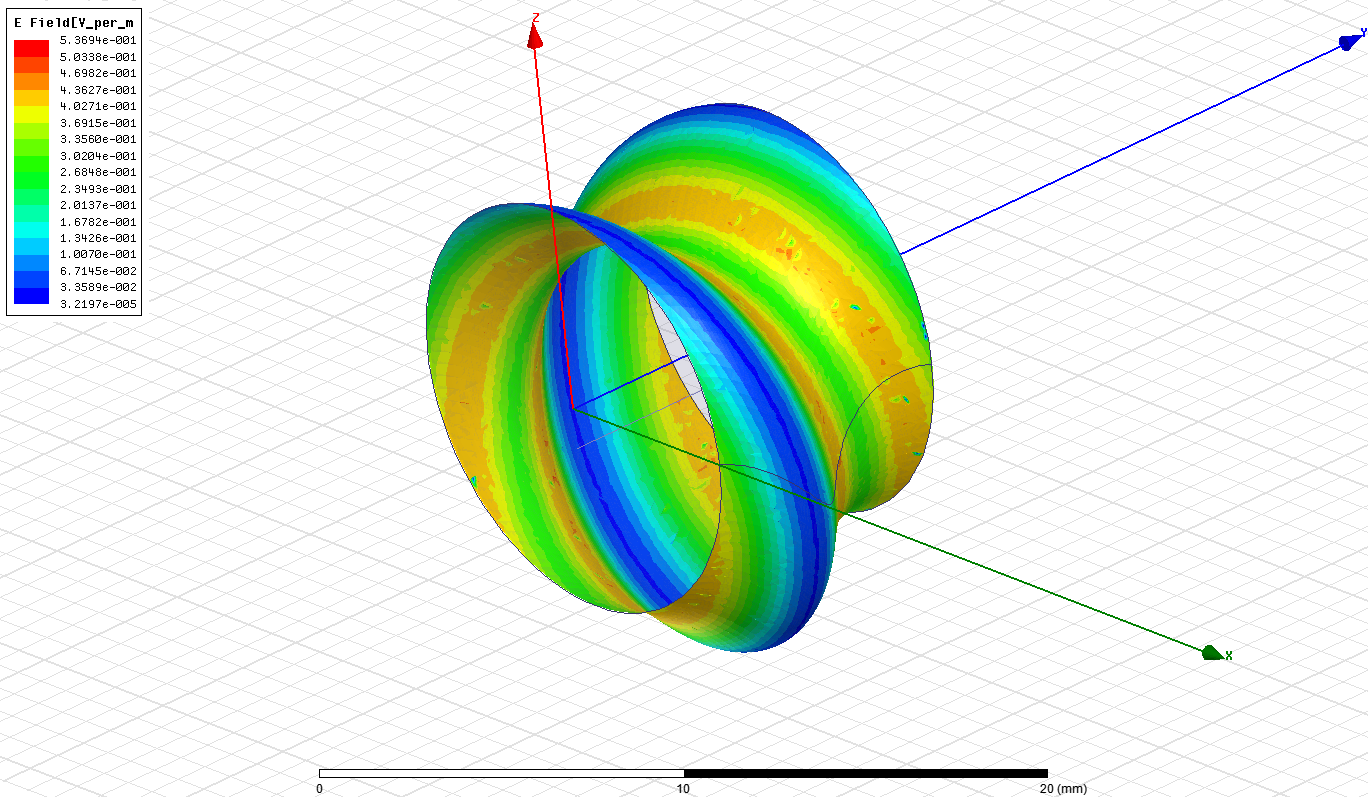 E Field[V_per_m
5.3694e-001
5.0338e-001
4.6982e-001
4.3627e-001
4.0271e-001
3.6915e-001
3.3560e-001
3.0204e-001
2.6848e-001
2.3493e-001
2.0137e-001
1.6782e-001
1.3426e-001
1.0070e-001
6.7145e-002
3.3589e-002
3.2197e-005
Z
Y
X
0 10 20 (mm)